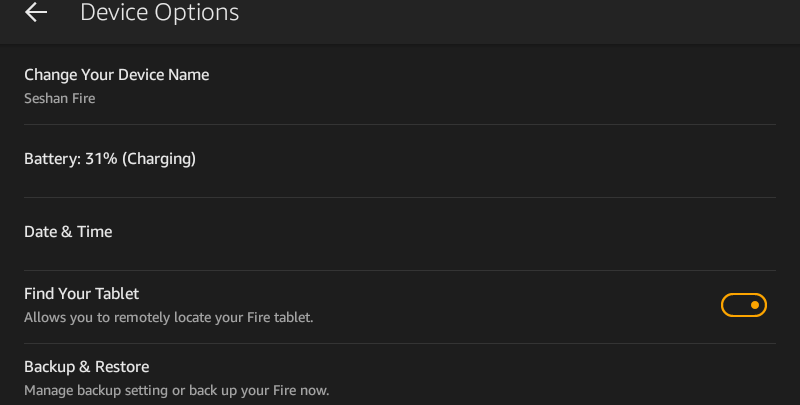 Device Options
Change Your Device Name
Seshan Fire
Battery: 31% (Charging)
Date & Time
Find Your Tablet
Allows you to remotely locate your Fire tablet.
Backup & Restore
Manage backup setting or back up your Fire now.